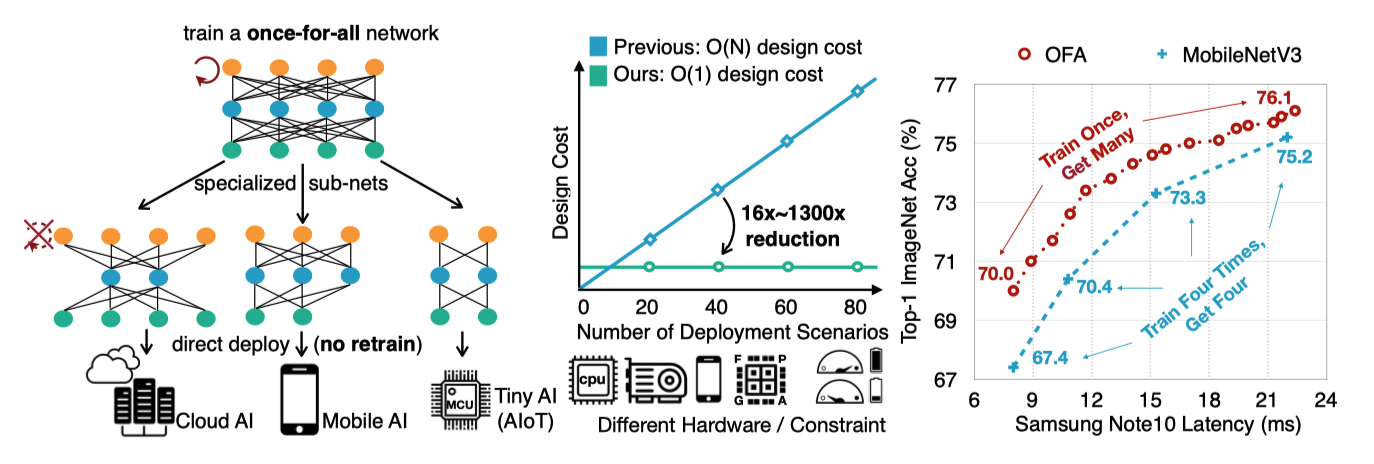 train a once-for-all network
specialized sub-nets
direct deploy (no retrain)
Cloud AI
Mobile AI
MCU
Tiny AI
(AIoT)
Previous: O(N) design cost
Ours: O(1) design cost
Design Cost
16x~1300x
reduction
0 20 40 60 80
Number of Deployment Scenarios
cpu
F P
G A
Different Hardware / Constraint
OFA
MobileNetV3
Top-1 ImageNet Acc (%)
77
75
73
71
69
67
Train Once,
Get Many
76.1
70.0
75.2
73.3
70.4
67.4
Train Four Times,
Get Four
6 9 12 15 18 21 24
Samsung Note10 Latency (ms)